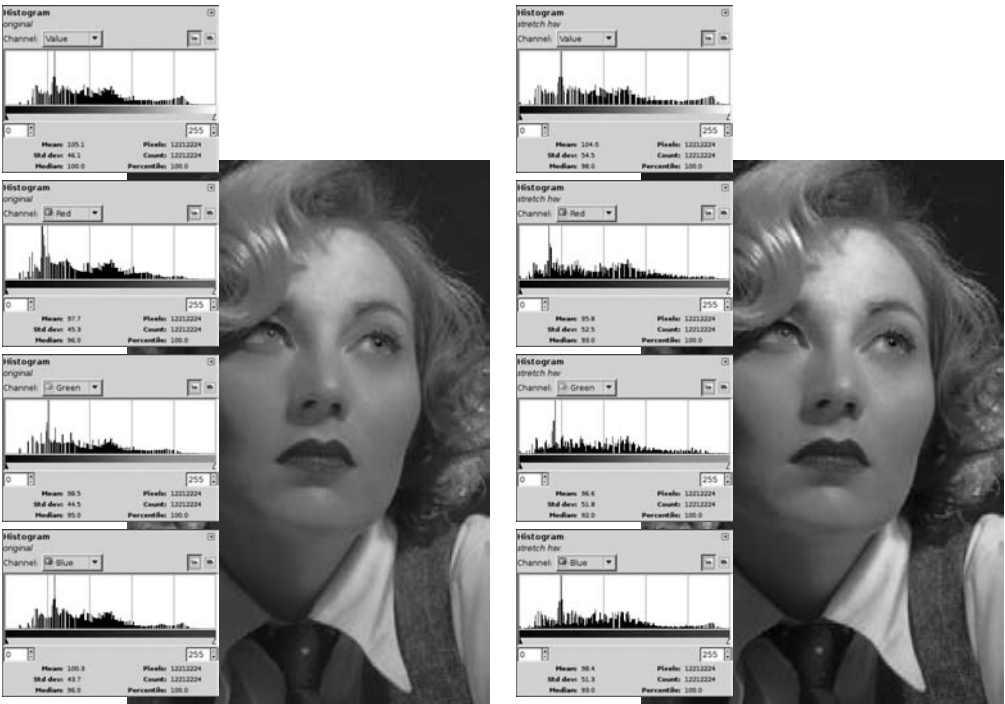 Histogram
original
Channel: Value
0 255
Mean: 105.1 Pixels: 12212224
Std dev: 46.1 Count: 12212224
Median: 100.0 Percentile: 100.0
Histogram
original
Channel: Red
0 255
Mean: 97.7 Pixels: 12212224
Std dev: 45.3 Count: 12212224
Median: 96.0 Percentile: 100.0
Histogram
original
Channel: Green
0 255
Mean: 98.5 Pixels: 12212224
Std dev: 44.5 Count: 12212224
Median: 95.0 Percentile: 100.0
Histogram
original
Channel: Blue
0 255
Mean: 100.3 Pixels: 12212224
Std dev: 43.7 Count: 12212224
Median: 96.0 Percentile: 100.0
Histogram
stretch hsv
Channel: Value
0 255
Mean: 104.0 Pixels: 12212224
Std dev: 54.5 Count: 12212224
Median: 98.0 Percentile: 100.0
Histogram
stretch hsv
Channel: Red
0 255
Mean: 95.8 Pixels: 12212224
Std dev: 52.5 Count: 12212224
Median: 93.0 Percentile: 100.0
Histogram
stretch hsv
Channel: Green
0 255
Mean: 96.6 Pixels: 12212224
Std dev: 51.8 Count: 12212224
Median: 92.0 Percentile: 100.0
Histogram
stretch hsv
Channel: Blue
0 255
Mean: 98.4 Pixels: 12212224
Std dev: 51.3 Count: 12212224
Median: 93.0 Percentile: 100.0